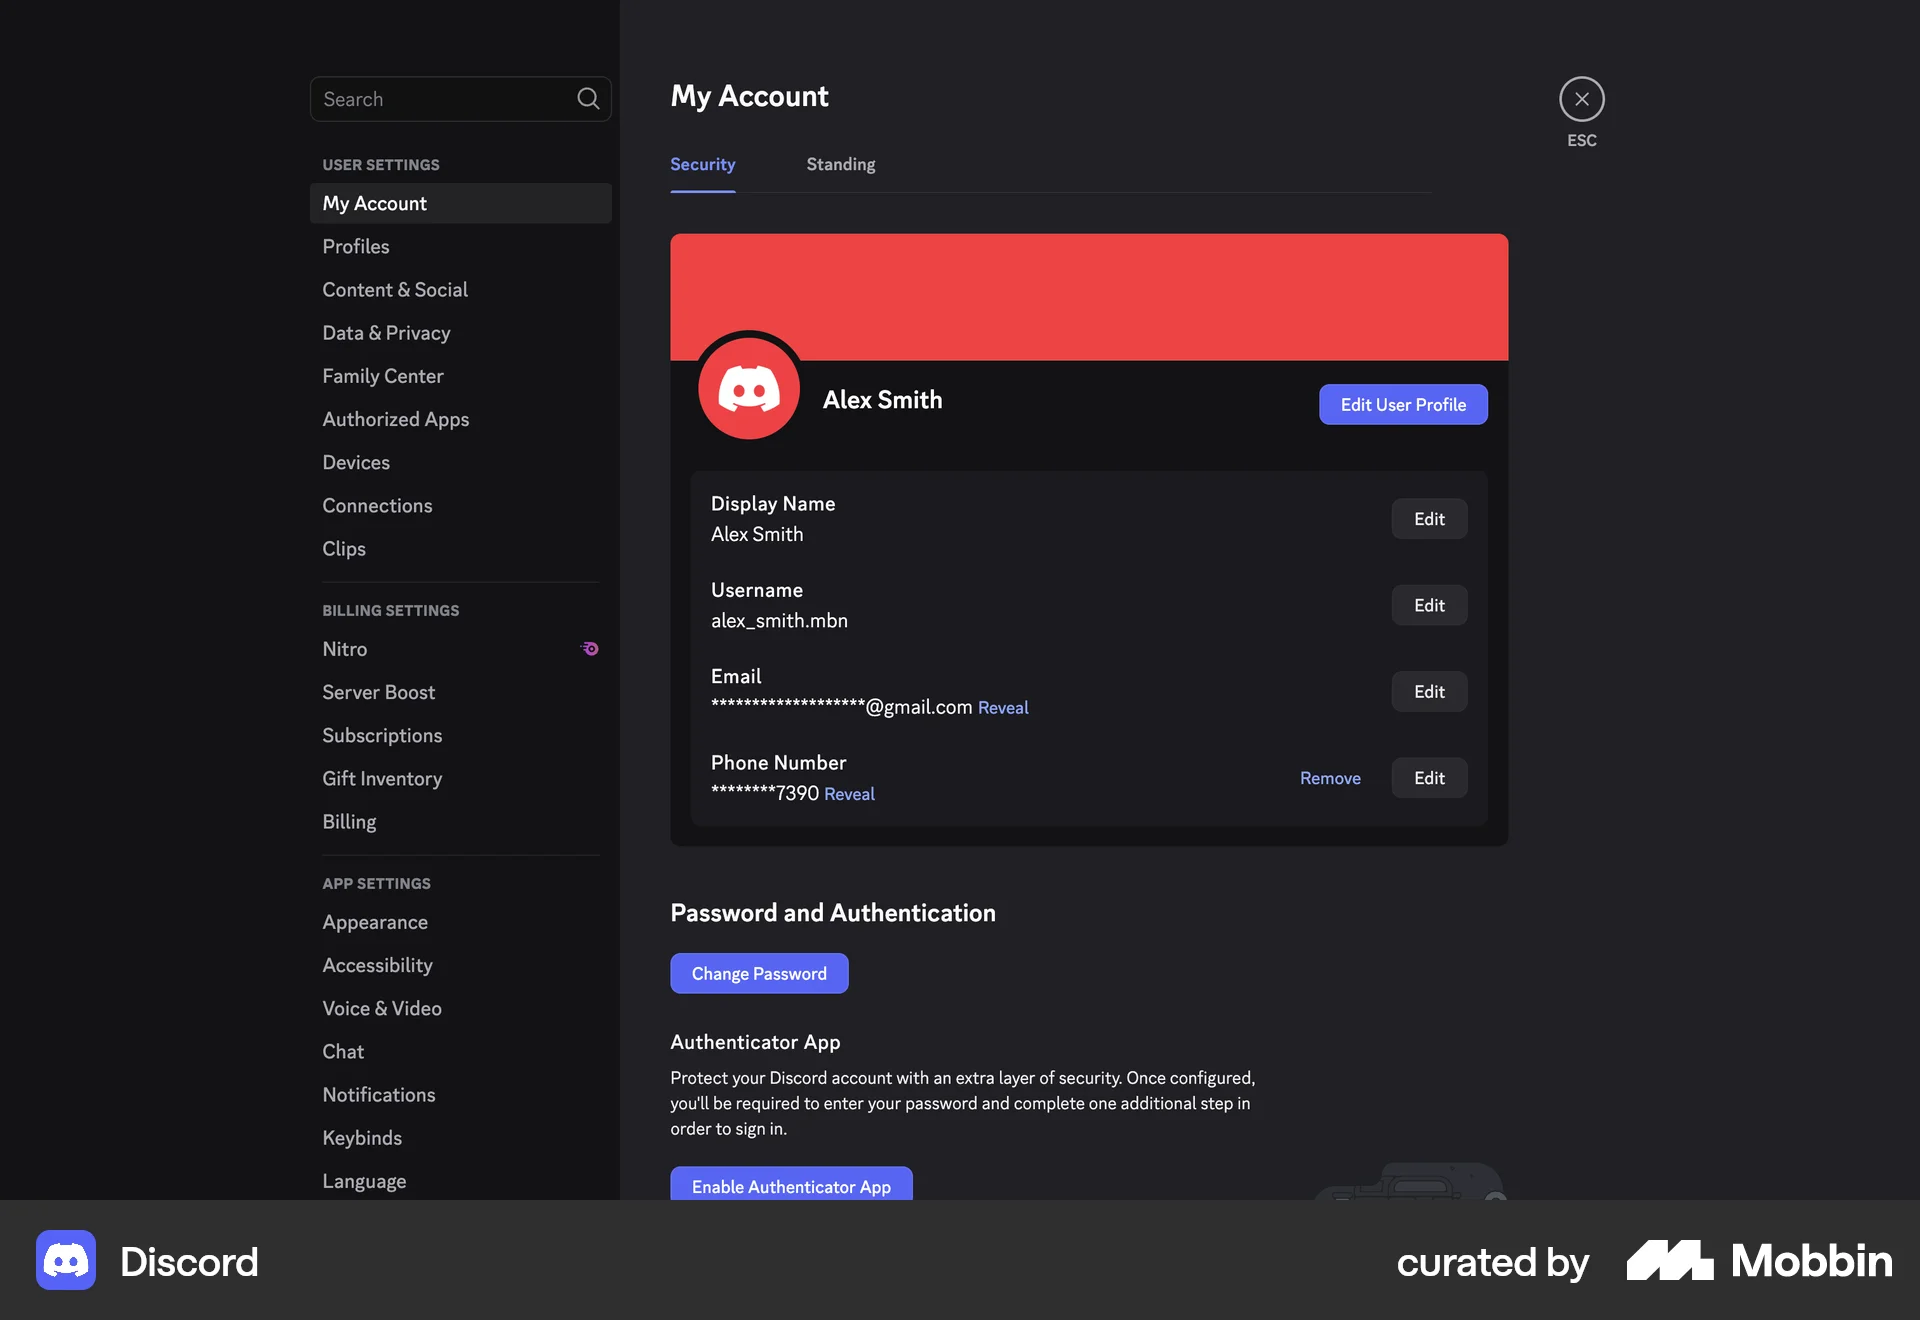 Search
USER SETTINGS
My Account
Profiles
Content & Social
Data & Privacy
Family Center
Authorized Apps
Devices
Connections
Clips
BILLING SETTINGS
Nitro
Server Boost
Subscriptions
Gift Inventory
Billing
APP SETTINGS
Appearance
Accessibility
Voice & Video
Chat
Notifications
Keybinds
Language
My Account
ESC
Security
Standing
Alex Smith
Edit User Profile
Display Name
Alex Smith
Edit
Username
alex_smith.mbn
Edit
Email
*******************@gmail.com Reveal
Edit
Phone Number
********7390 Reveal
Remove
Edit
Password and Authentication
Change Password
Authenticator App
Protect your Discord account with an extra layer of security. Once configured,
you'll be required to enter your password and complete one additional step in
order to sign in.
Enable Authenticator App
Discord
curated by
Mobbin